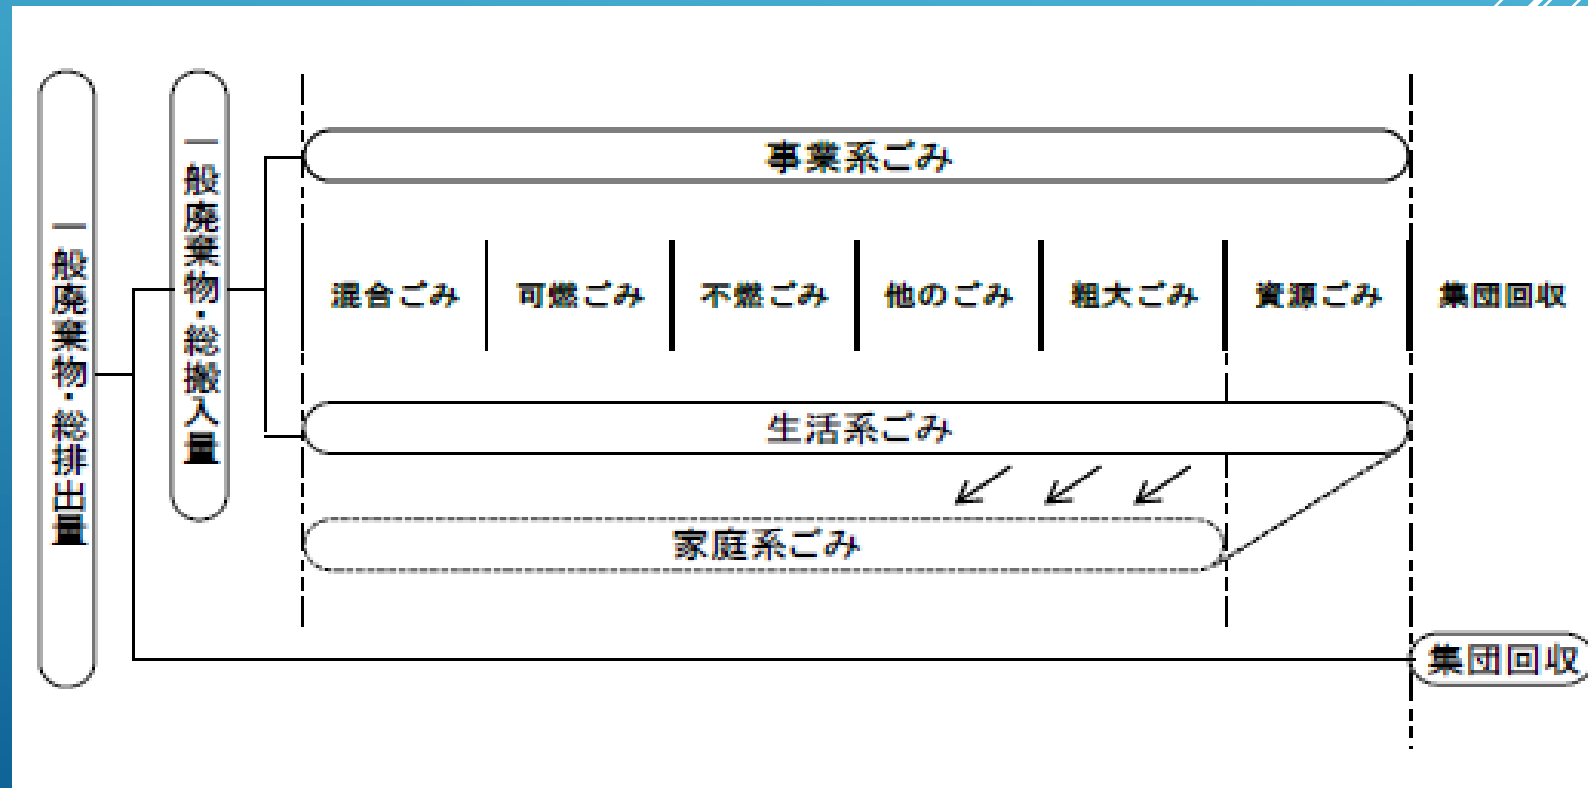 一般廃棄物・総排圧量
一般廃棄物・総搬入量
事業系ごみ
混合ごみ
可燃ごみ
不燃ごみ
他のごみ
粗大ごみ
資源ごみ
集団回収
生活系ごみ
家庭系ごみ
集団回収